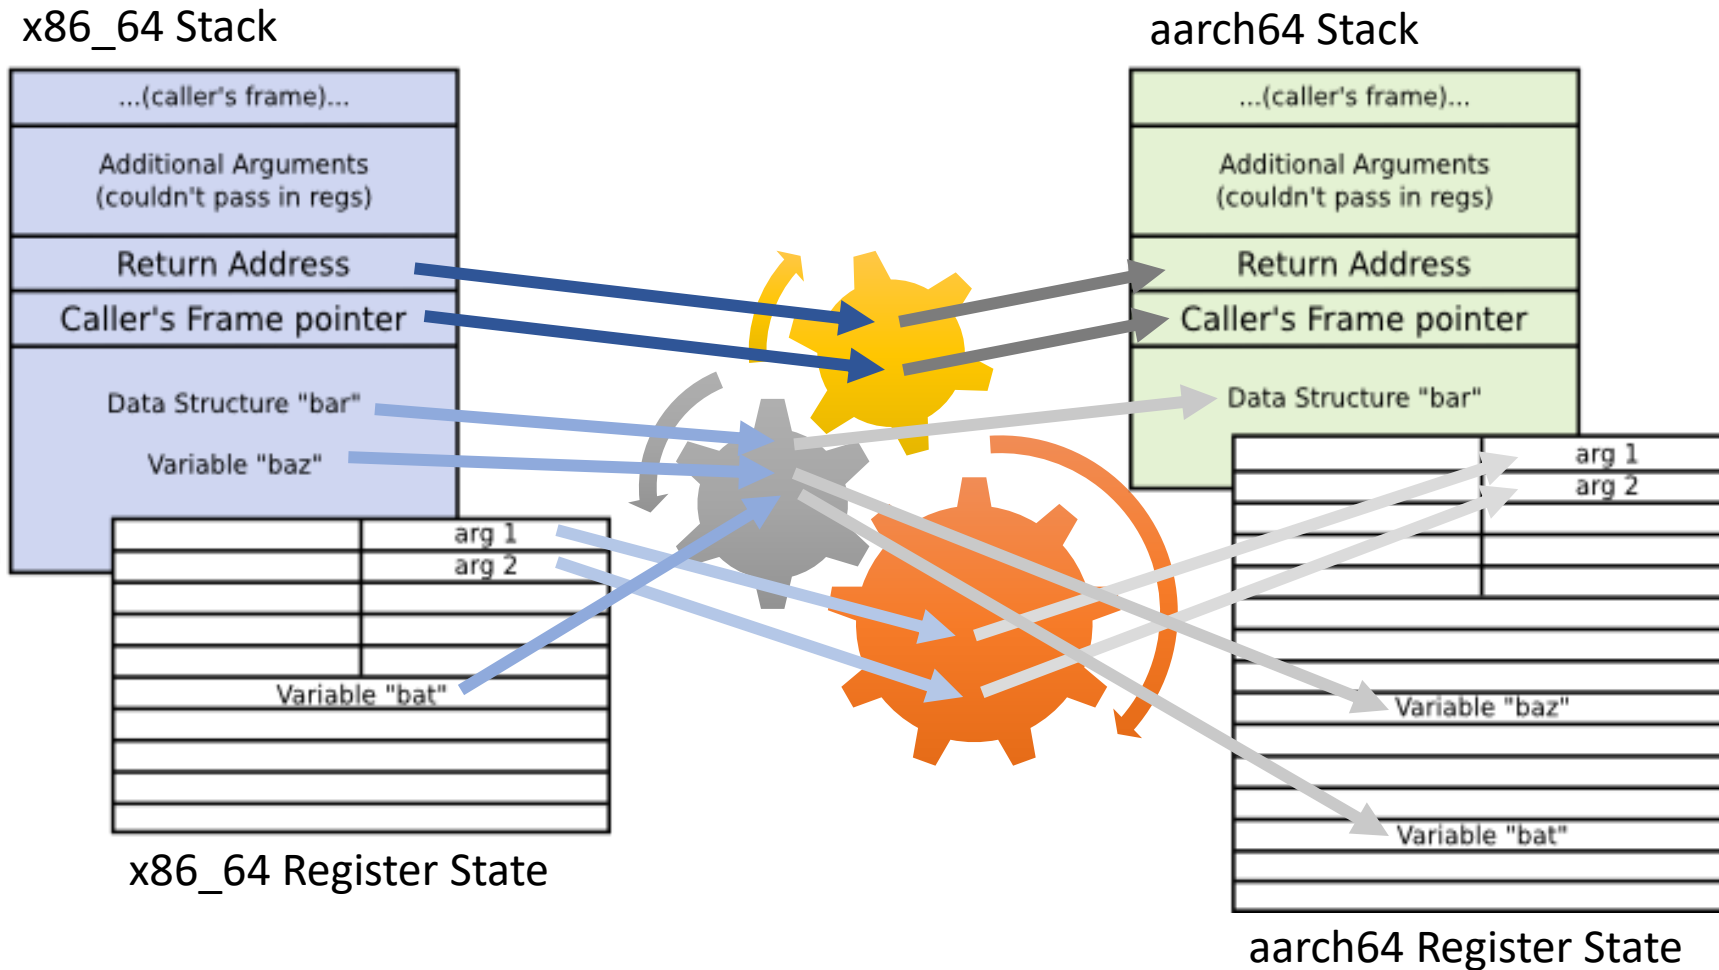 x86_64 Stack
...(caller's frame)...
Additional Arguments
(couldn't pass in regs)
Return Address
Caller's Frame pointer
Data Structure "bar"
Variable "baz"
arg 1
arg 2
Variable "bat"
x86_64 Register State
aarch64 Stack
...(caller's frame)...
Additional Arguments
(couldn't pass in regs)
Return Address
Caller's Frame pointer
Data Structure "bar"
arg 1
arg 2
Variable "baz"
Variable "bat"
aarch64 Register State